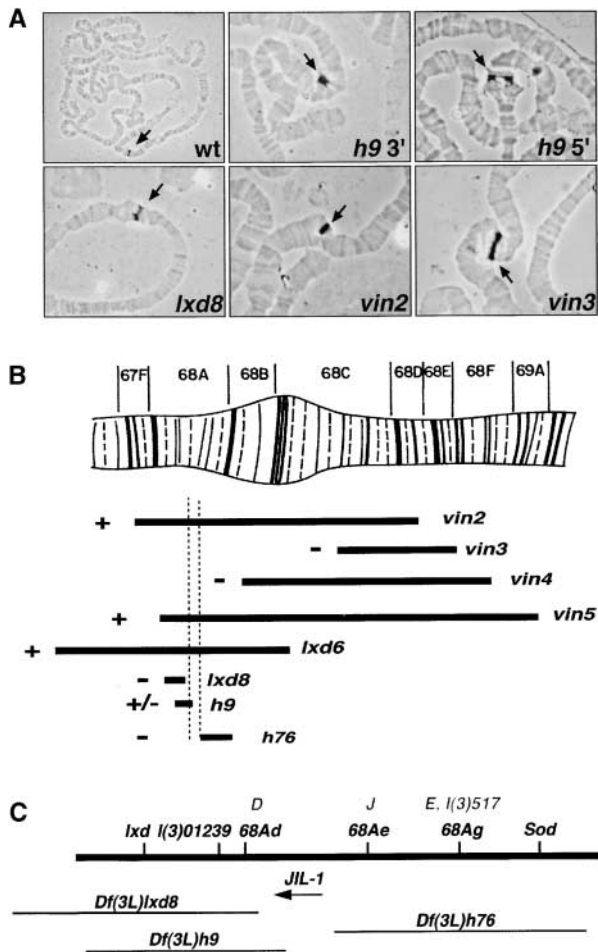 A
wt
h9 3'
h9 5'
lxd8
vin2
vin3
B
67F 68A 68B 68C 68D 68E 68F 69A
+ vin2
- vin3
- vin4
+ vin5
+ lxd6
- lxd8
+/- h9
- h76
C
D J E, l(3)517
lxd l(3)01239 68Ad 68Ae 68Ag Sod
JIL-1
Df(3L)lxd8 Df(3L)h76
Df(3L)h9